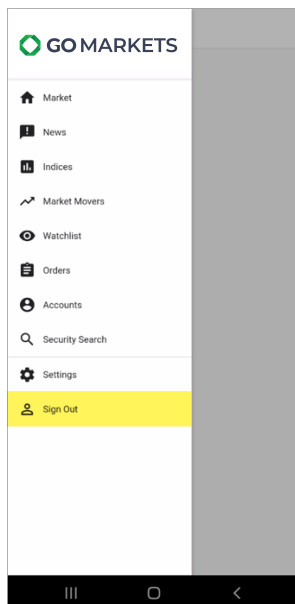 GO MARKETS
Market
News
Indices
Market Movers
Watchlist
Orders
Accounts
Security Search
Settings
Sign Out